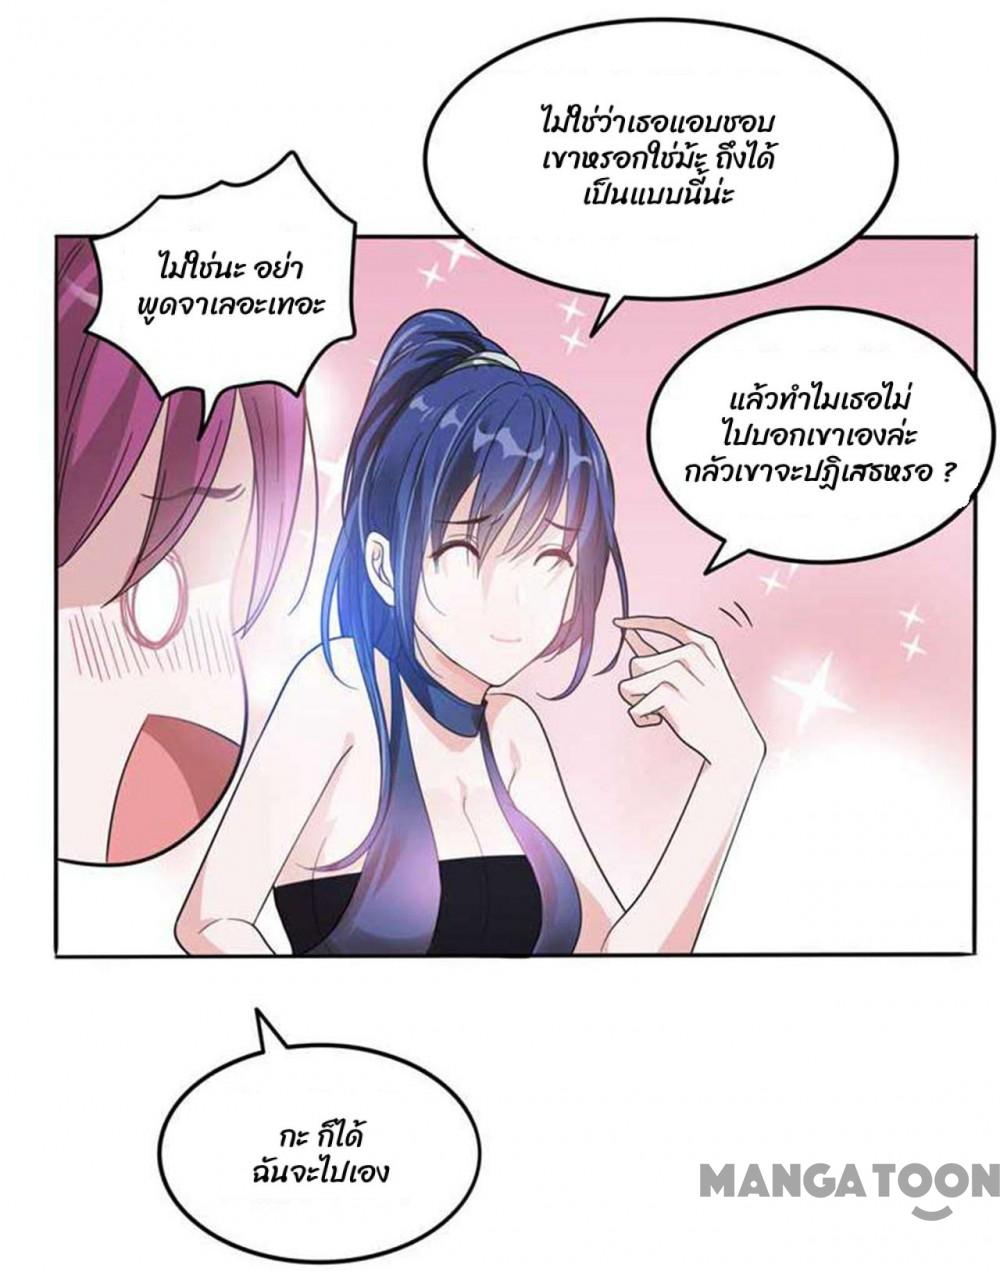 ไม่ใช่ว่าเธอแอบชอบ
เขาหรอกใช่มั้ะ ถึงได้
เป็นแบบนี้น่ะ
ไม่ใช่นะ อย่า
พูดจาเลอะเทอะ
แล้วทำไมเธอไม่
ไปบอกเขาเองล่ะ
กลัวเขาจะปฏิเสธหรอ ?
กะ ก็ได้
ฉันจะไปเอง
MANGATOON